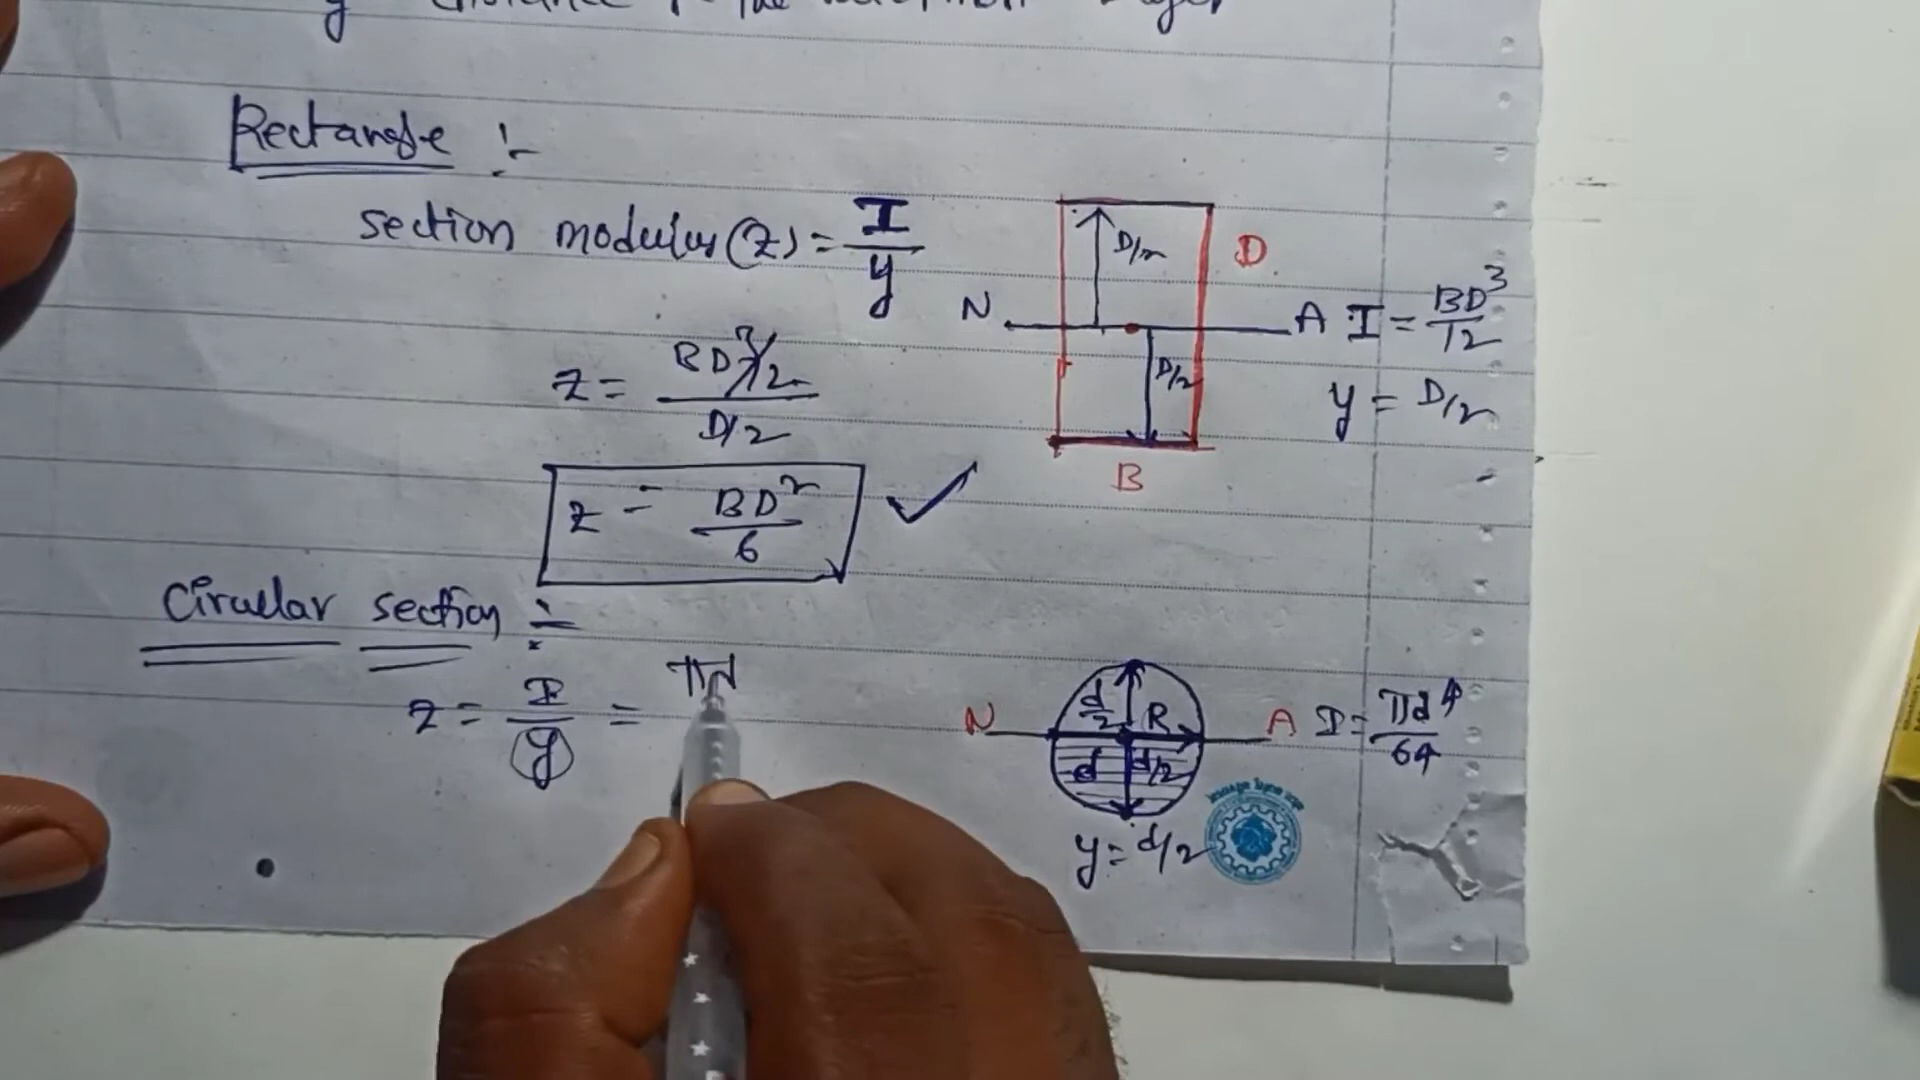 y
Rectangle :-
section modulus (Z) = I / y
D/2
D
N
A
I = BD³/12
Z = BD³/12 / D/2
D/2
y = D/2
B
Z = BD²/6 ✓
Circular section :-
Z = I / y = πd
d/2
R
N
A
I = πd⁴/64
d
d/2
y = d/2